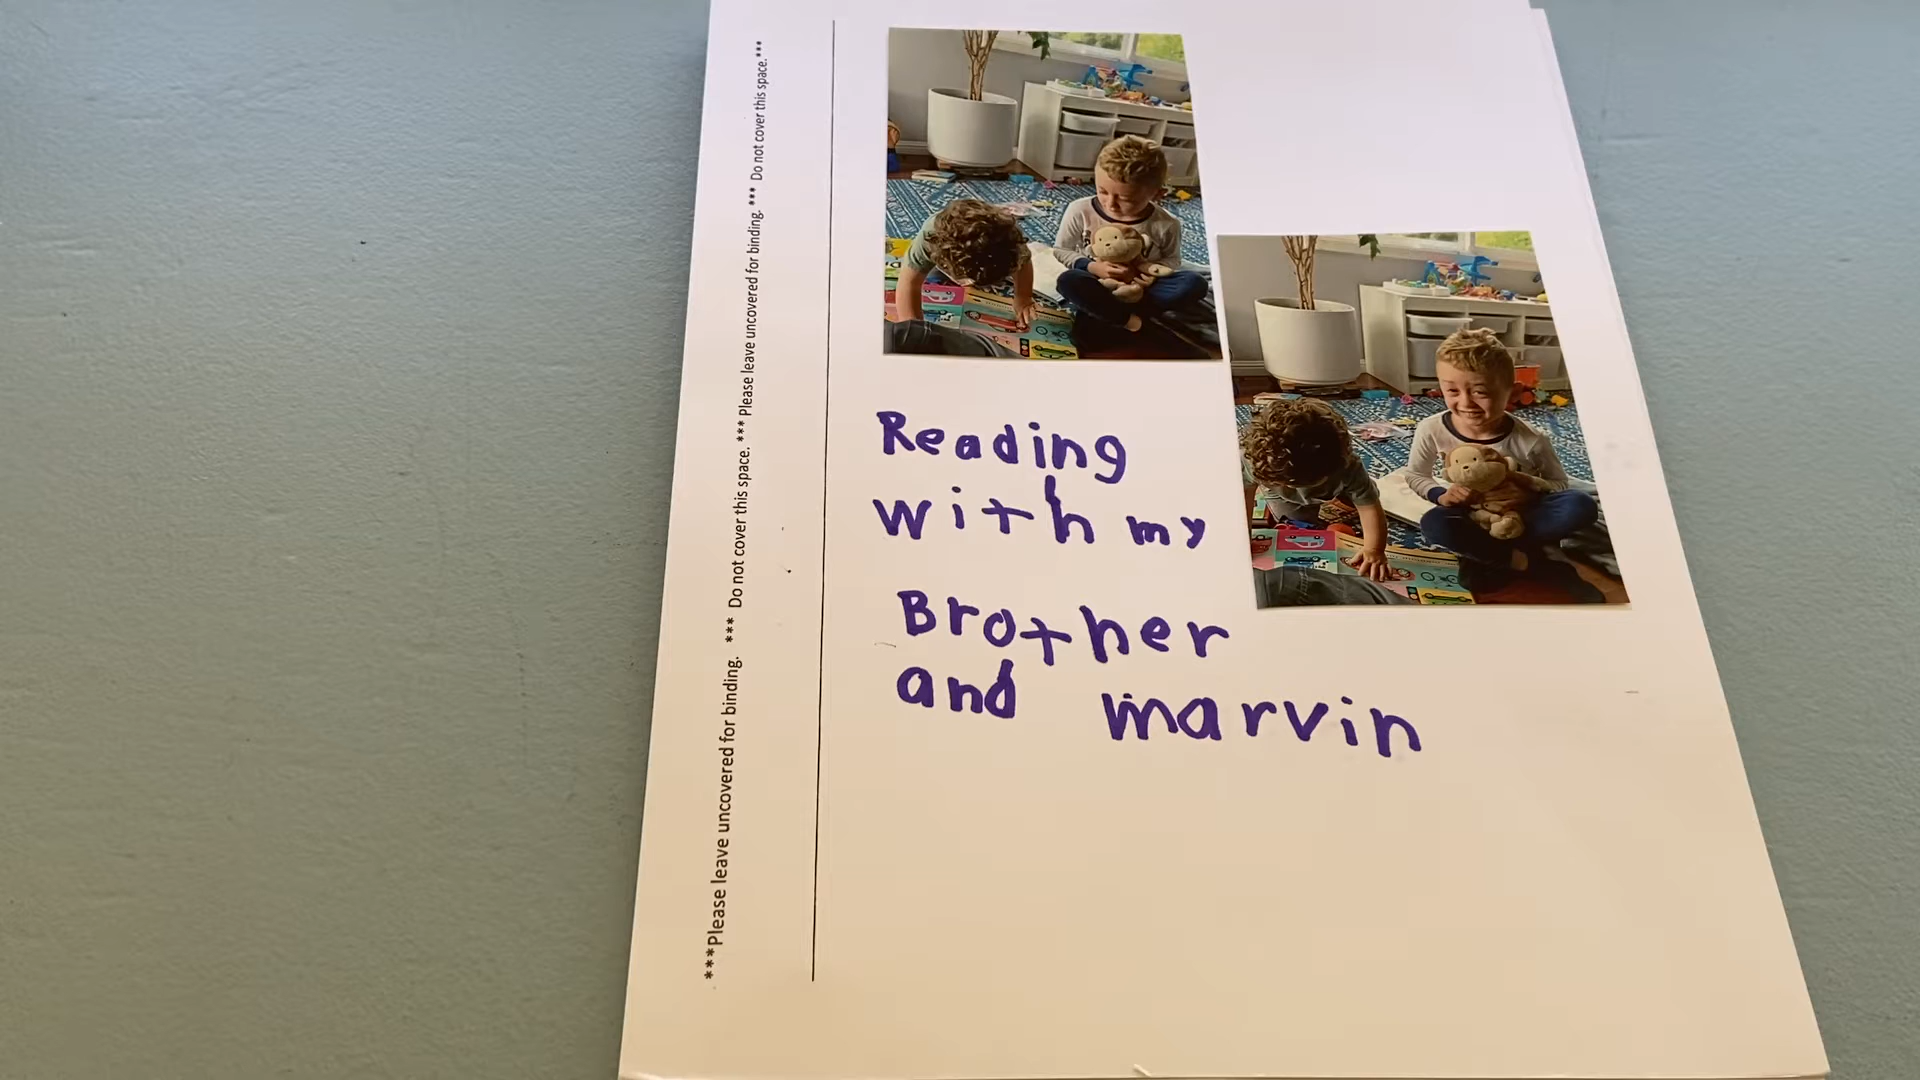 ***Please leave uncovered for binding. *** Do not cover this space. *** Please leave uncovered for binding. *** Do not cover this space.***
Reading
with my
Brother
and marvin